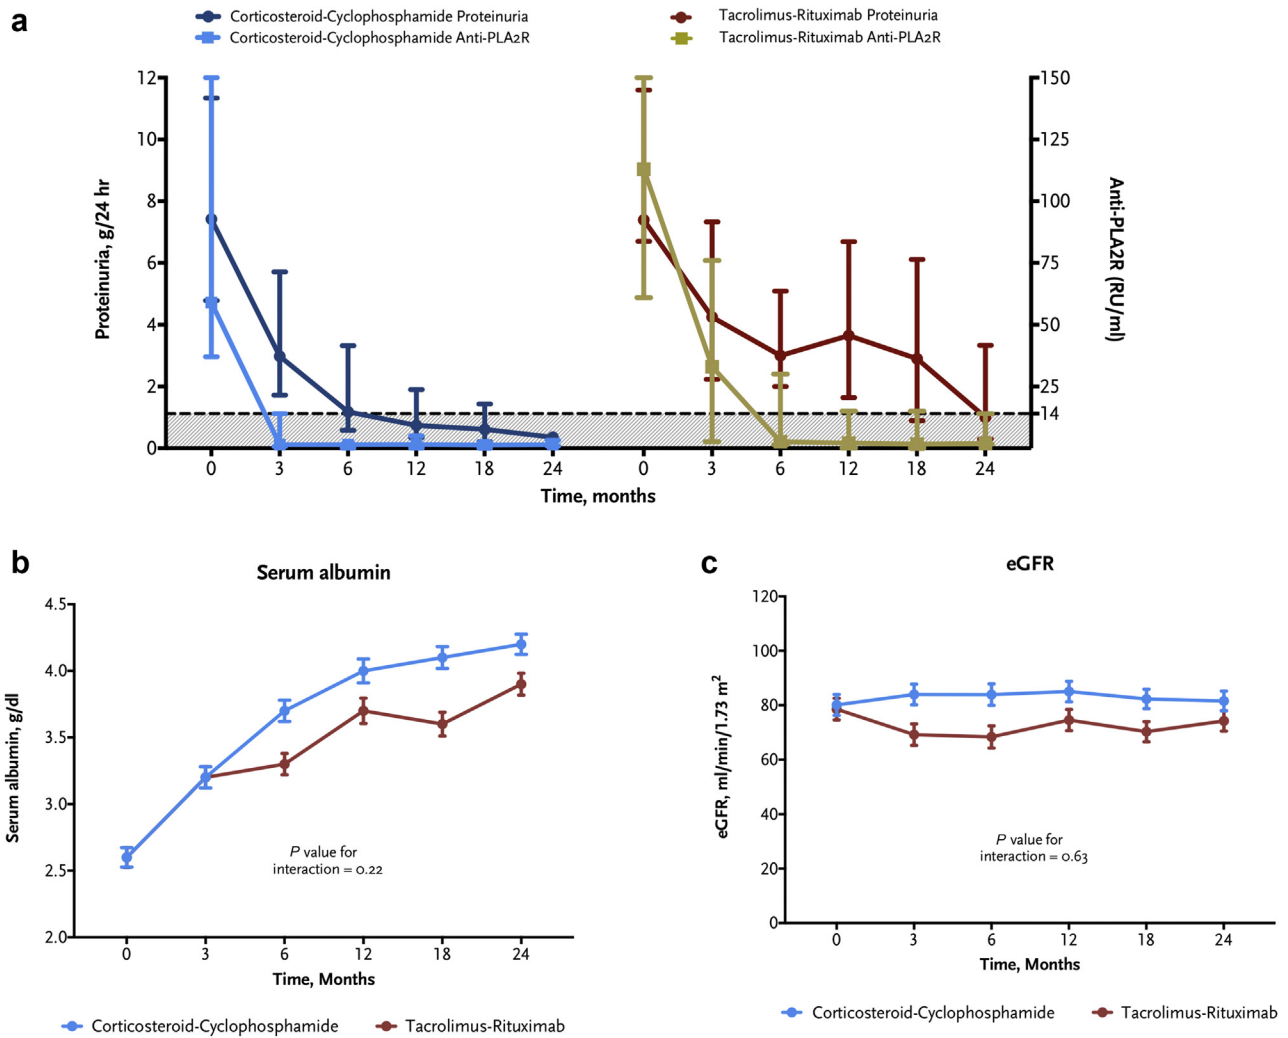 a
Corticosteroid-Cyclophosphamide Proteinuria
Corticosteroid-Cyclophosphamide Anti-PLA2R
Tacrolimus-Rituximab Proteinuria
Tacrolimus-Rituximab Anti-PLA2R
Proteinuria, g/24 hr
12
10
8
6
4
2
0
150
125
100
75
50
25
14
Anti-PLA2R (RU/ml)
0 3 6 12 18 24 0 3 6 12 18 24
Time, months
b
Serum albumin
Serum albumin, g/dl
4.5
4.0
3.5
3.0
2.5
2.0
P value for
interaction = 0.22
0 3 6 12 18 24
Time, Months
Corticosteroid-Cyclophosphamide Tacrolimus-Rituximab
c
eGFR
eGFR, ml/min/1.73 m²
120
100
80
60
40
20
0
P value for
interaction = 0.63
0 3 6 12 18 24
Time, Months
Corticosteroid-Cyclophosphamide Tacrolimus-Rituximab